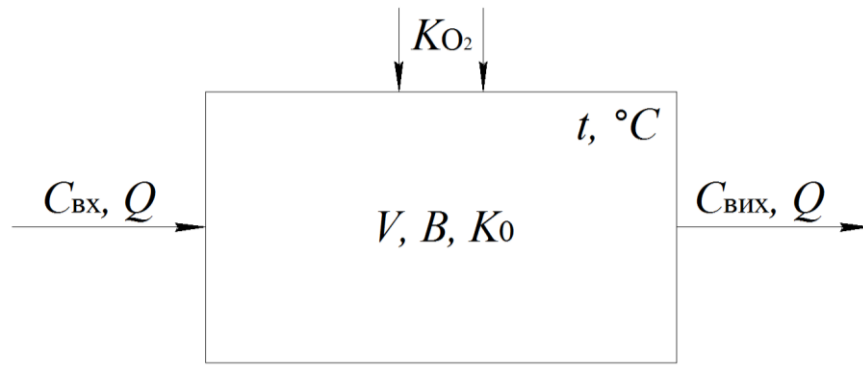 KO₂
t, °C
Cвх, Q
V, B, K0
Cвих, Q